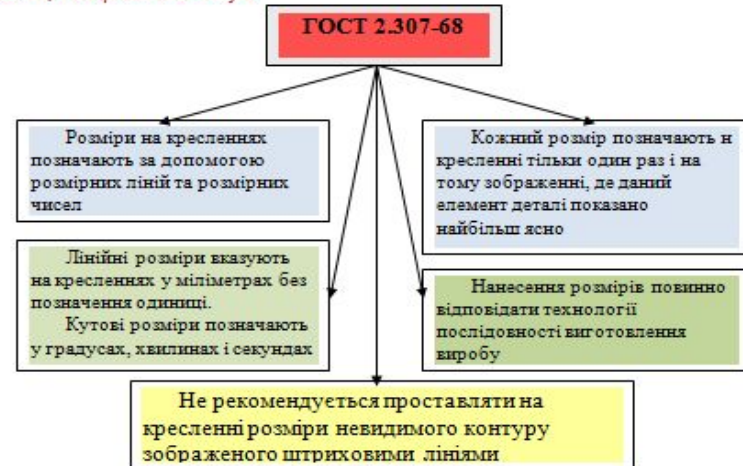 ГОСТ 2.307-68
Розміри на кресленнях
позначають за допомогою
розмірних ліній та розмірних
чисел
Кожний розмір позначають н
кресленні тільки один раз і на
тому зображенні, де даний
елемент деталі показано
найбільш ясно
Лінійні розміри вказують
на кресленнях у міліметрах без
позначення одиниці.
Кутові розміри позначають
у градусах, хвилинах і секундах
Нанесення розмірів повинно
відповідати технології
послідовності виготовлення
виробу
Не рекомендується проставляти на
кресленні розміри невидимого контуру
зображеного штриховими лініями